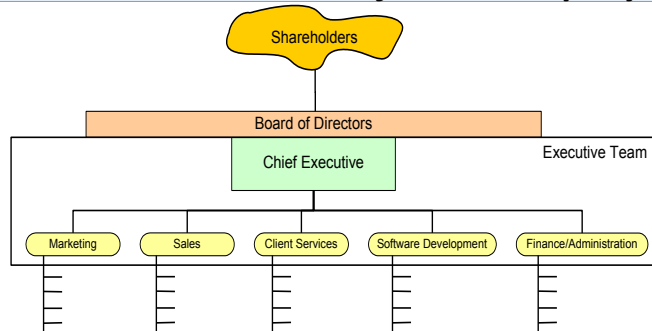 Shareholders
Board of Directors
Chief Executive
Executive Team
Marketing
Sales
Client Services
Software Development
Finance/Administration